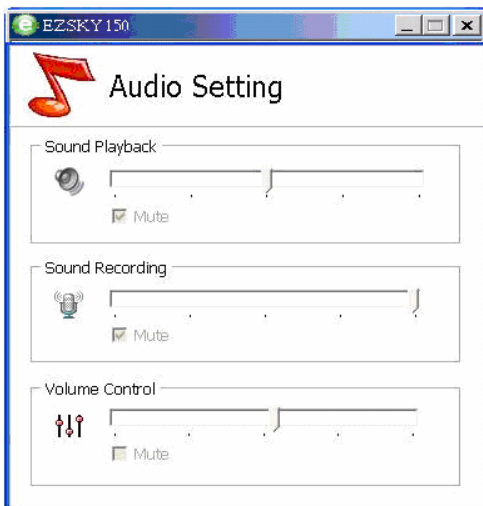 EZSKY150
Audio Setting
Sound Playback
Mute
Sound Recording
Mute
Volume Control
Mute